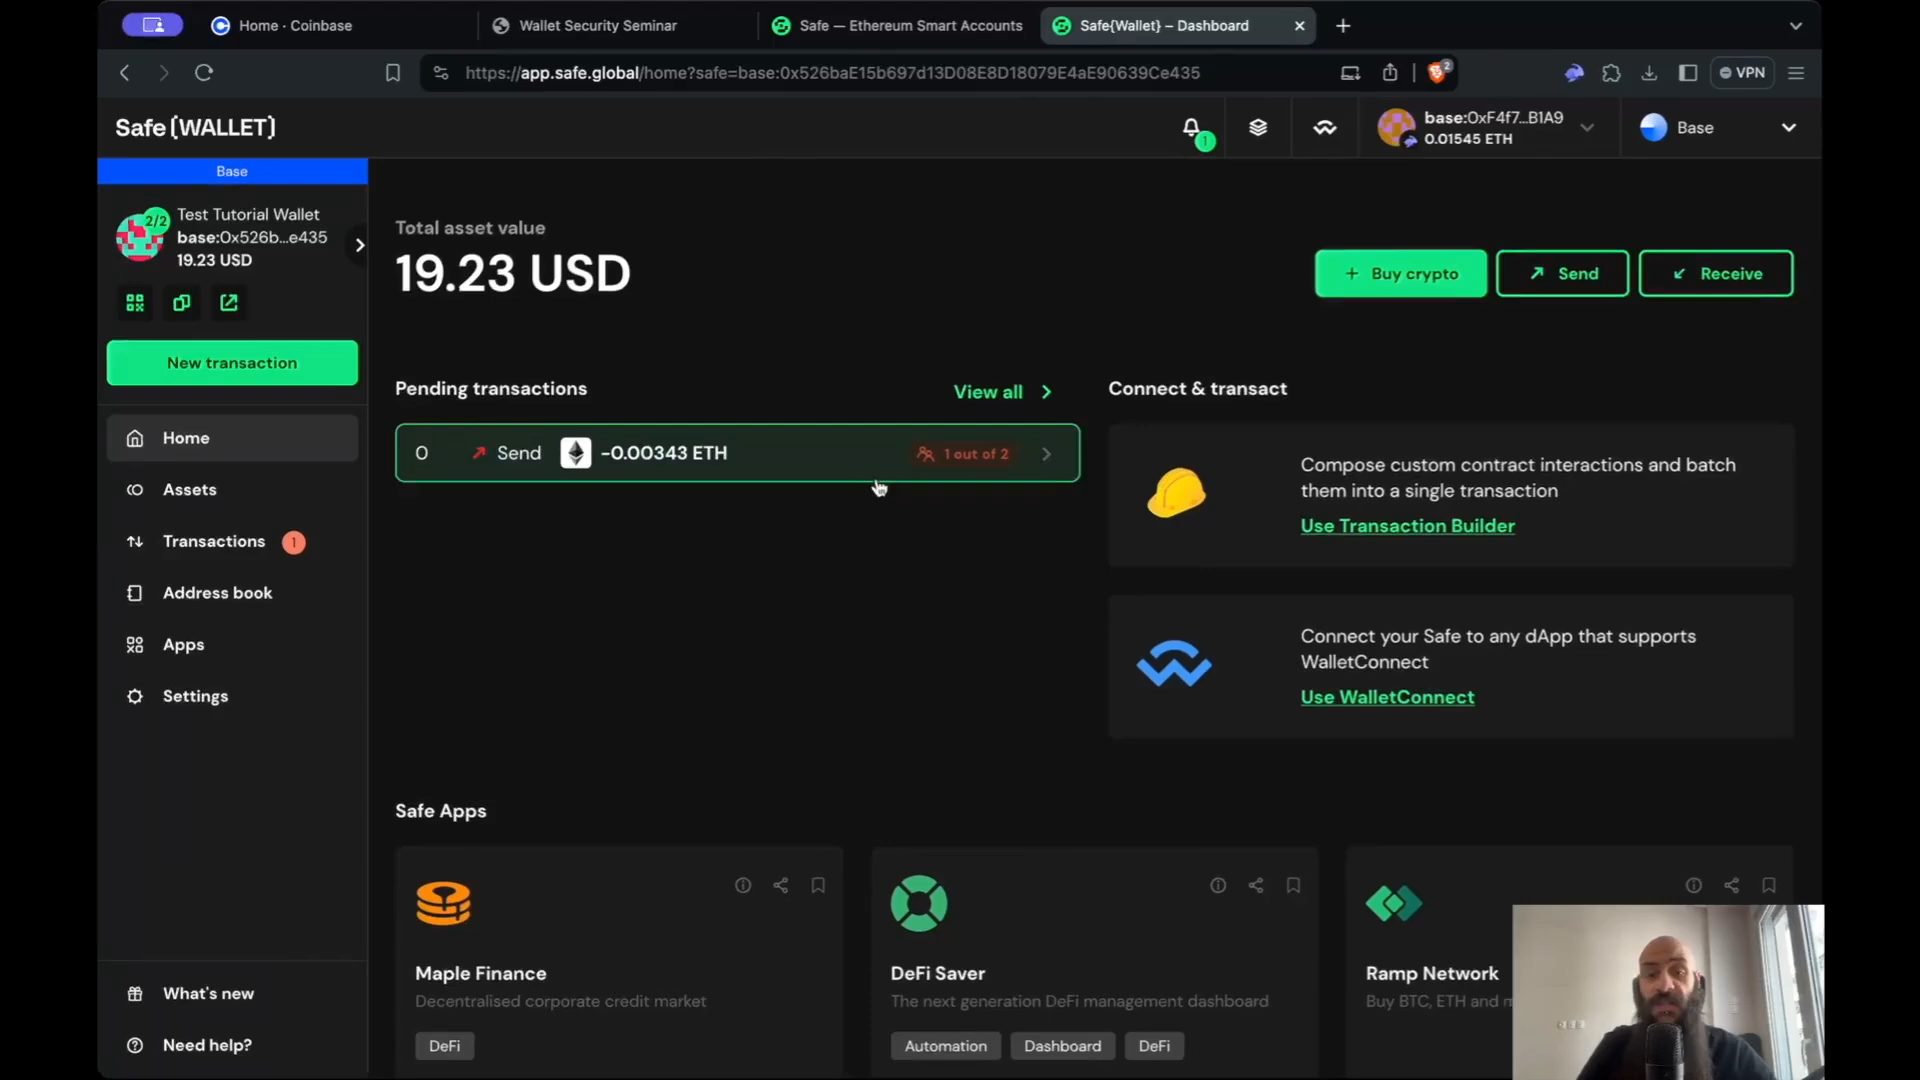 Home · Coinbase
Wallet Security Seminar
Safe — Ethereum Smart Accounts
Safe{Wallet} – Dashboard
https://app.safe.global/home?safe=base:0x526baE15b697d13D08E8D18079E4aE90639Ce435
2
VPN
Safe{WALLET}
1
base:0xF4f7...B1A9
0.01545 ETH
Base
Base
2/2
Test Tutorial Wallet
base:0x526b...e435
19.23 USD
New transaction
Home
Assets
Transactions
1
Address book
Apps
Settings
What's new
Need help?
Total asset value
19.23 USD
+ Buy crypto
Send
Receive
Pending transactions
View all
0
Send
-0.00343 ETH
1 out of 2
Connect & transact
Compose custom contract interactions and batch
them into a single transaction
Use Transaction Builder
Connect your Safe to any dApp that supports
WalletConnect
Use WalletConnect
Safe Apps
Maple Finance
Decentralised corporate credit market
DeFi
DeFi Saver
The next generation DeFi management dashboard
Automation
Dashboard
DeFi
Ramp Network
Buy BTC, ETH and